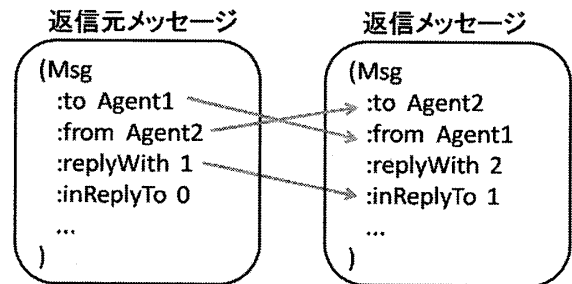 返信元メッセージ
(Msg
:to Agent1
:from Agent2
:replyWith 1
:inReplyTo 0
...
)
返信メッセージ
(Msg
:to Agent2
:from Agent1
:replyWith 2
:inReplyTo 1
...
)